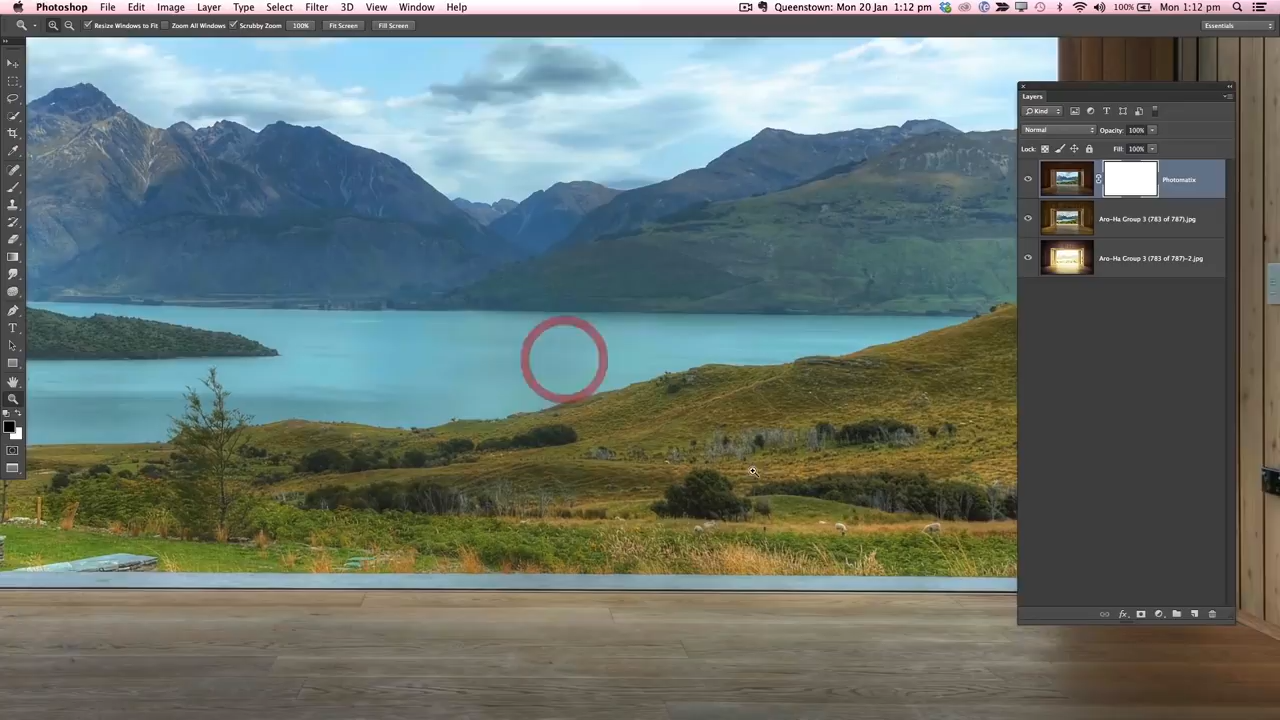 Photoshop File Edit Image Layer Type Select Filter 3D View Window Help Queenstown: Mon 20 Jan 1:12 pm 100% Mon 1:12 pm
Resize Windows to Fit Zoom All Windows Scrubby Zoom 100% Fit Screen Fill Screen Essentials
Layers
Kind
Normal Opacity: 100%
Lock: Fill: 100%
Photomatix
Aro-Ha Group 3 (783 of 787).jpg
Aro-Ha Group 3 (783 of 787)-2.jpg
fx